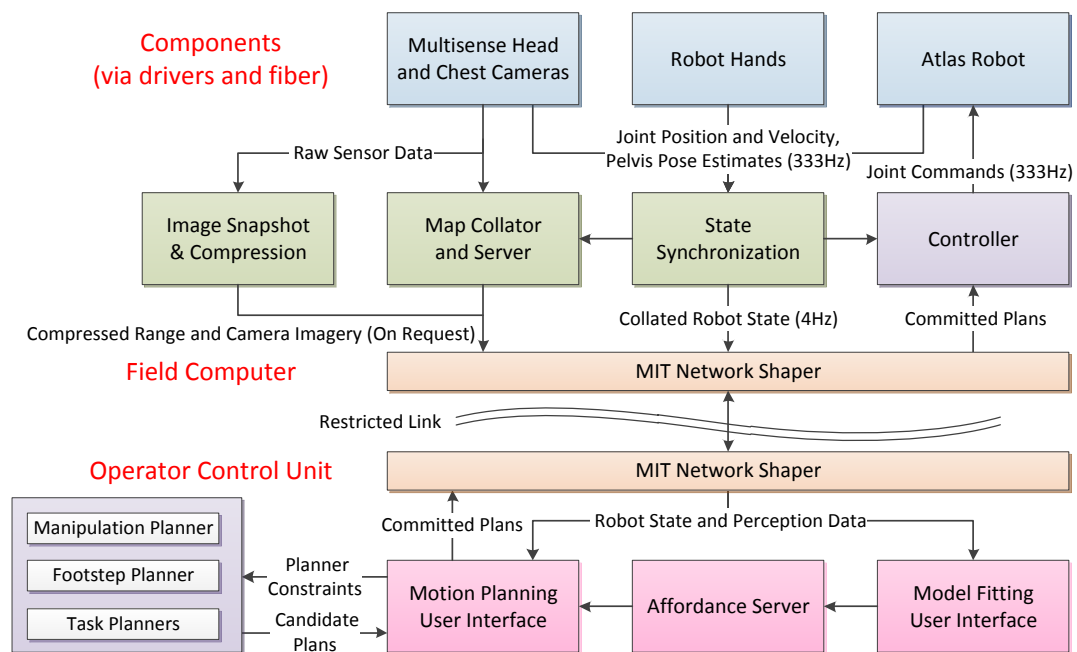 Components
(via drivers and fiber)
Multisense Head
and Chest Cameras
Robot Hands
Atlas Robot
Raw Sensor Data
Joint Position and Velocity,
Pelvis Pose Estimates (333Hz)
Joint Commands (333Hz)
Image Snapshot
& Compression
Map Collator
and Server
State
Synchronization
Controller
Compressed Range and Camera Imagery (On Request)
Collated Robot State (4Hz)
Committed Plans
Field Computer
MIT Network Shaper
Restricted Link
Operator Control Unit
MIT Network Shaper
Manipulation Planner
Footstep Planner
Task Planners
Committed Plans
Robot State and Perception Data
Planner
Constraints
Candidate
Plans
Motion Planning
User Interface
Affordance Server
Model Fitting
User Interface